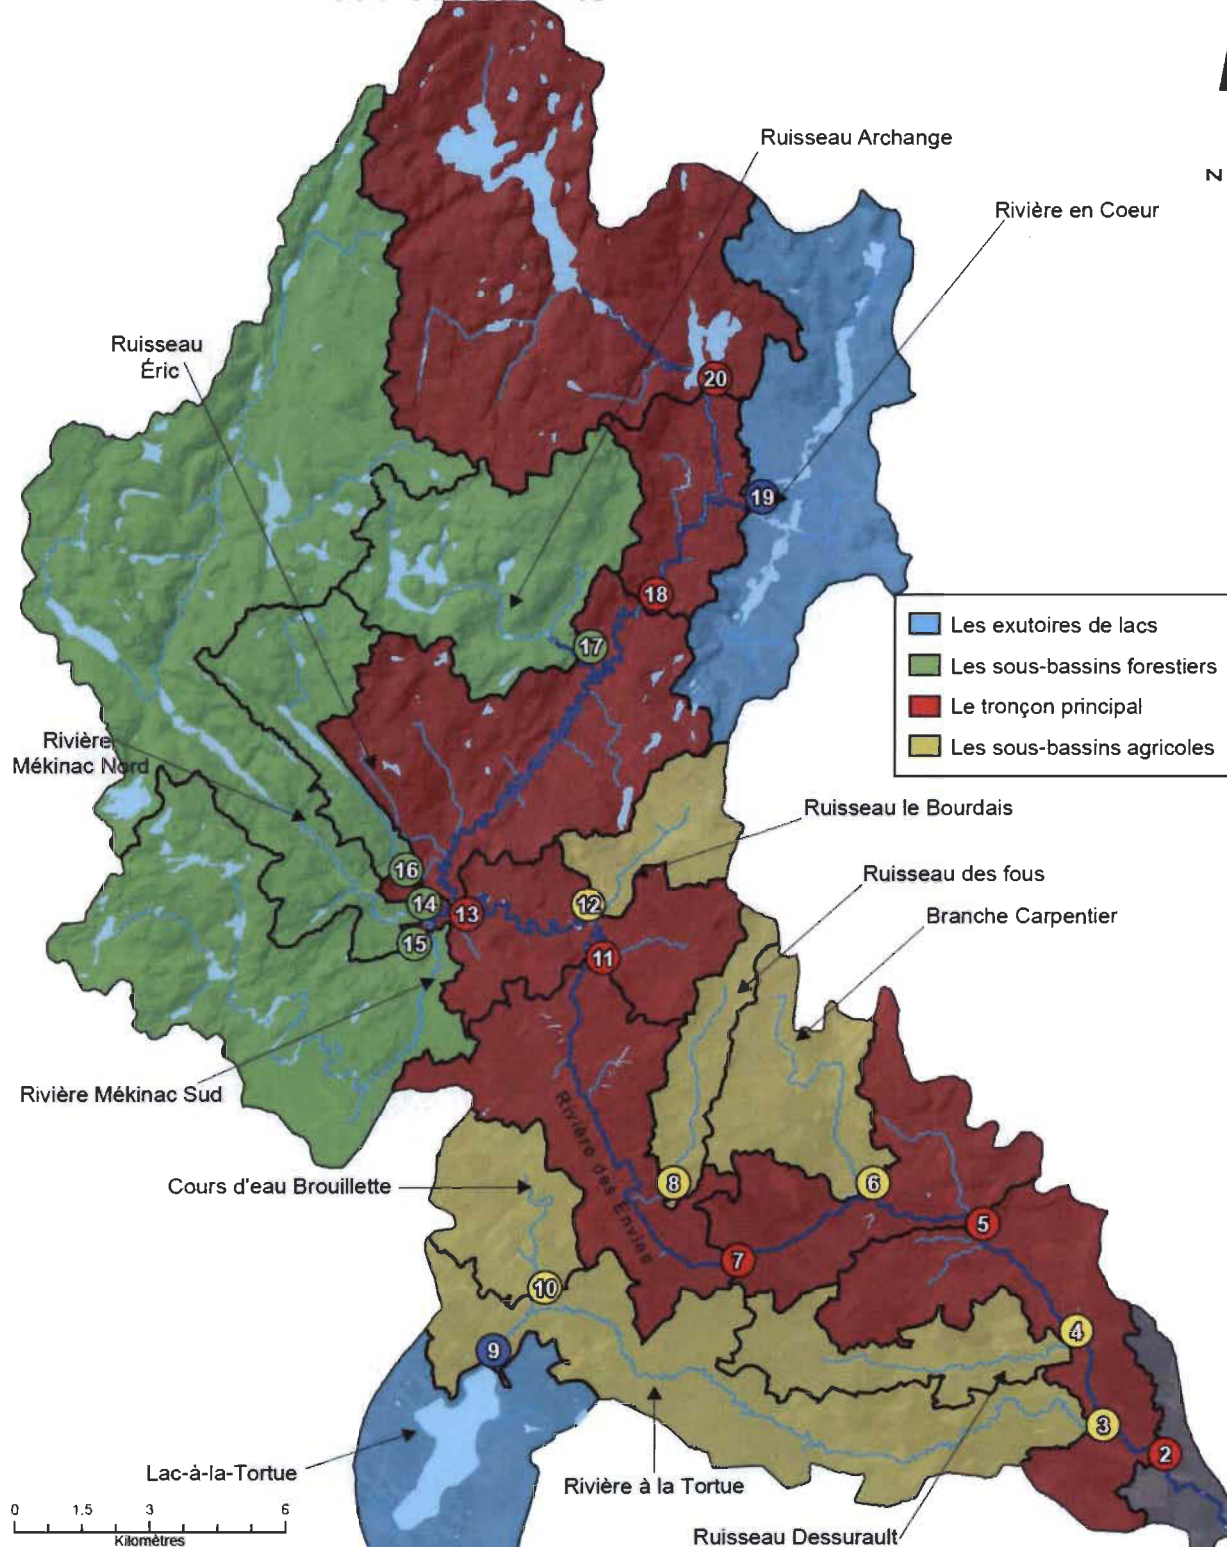 Ruisseau Archange
Z
Rivière en Coeur
Ruisseau
Éric
20
19
18
17
Les exutoires de lacs
Les sous-bassins forestiers
Le tronçon principal
Les sous-bassins agricoles
Rivière
Mékinac Nord
Ruisseau le Bourdais
16
Ruisseau des fous
14
13
12
Branche Carpentier
15
11
Rivière Mékinac Sud
Rivière des Envies
Cours d'eau Brouillette
8
6
5
7
10
4
9
3
2
Lac-à-la-Tortue
Rivière à la Tortue
0 1.5 3 6
Kilomètres
Ruisseau Dessurault